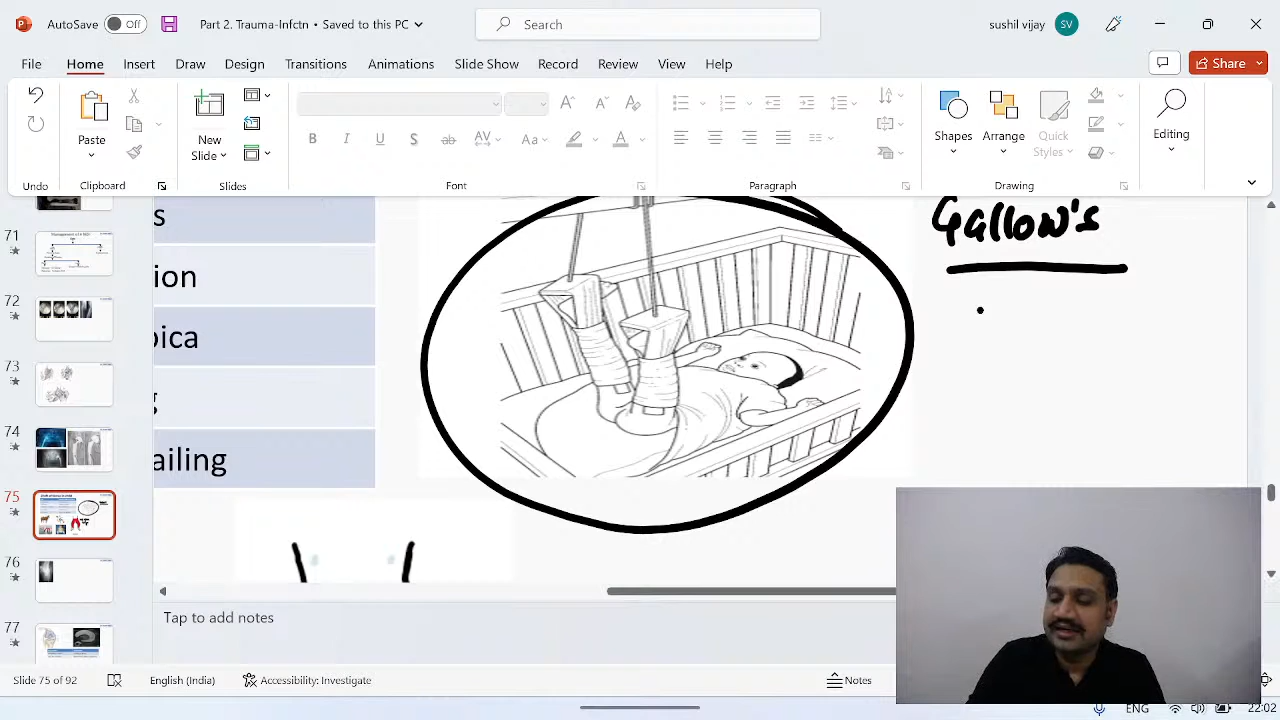 AutoSave Off Part 2. Trauma-Infctn • Saved to this PC Search sushil vijay SV
File Home Insert Draw Design Transitions Animations Slide Show Record Review View Help Share
Paste New Slide Shapes Arrange Quick Styles Editing
Undo Clipboard Slides Font Paragraph Drawing
Gallow's
s
ion
pica
g
ailing
71
72
73
74
75
76
77
Tap to add notes
Slide 75 of 92 English (India) Accessibility: Investigate Notes
ENG 22:02